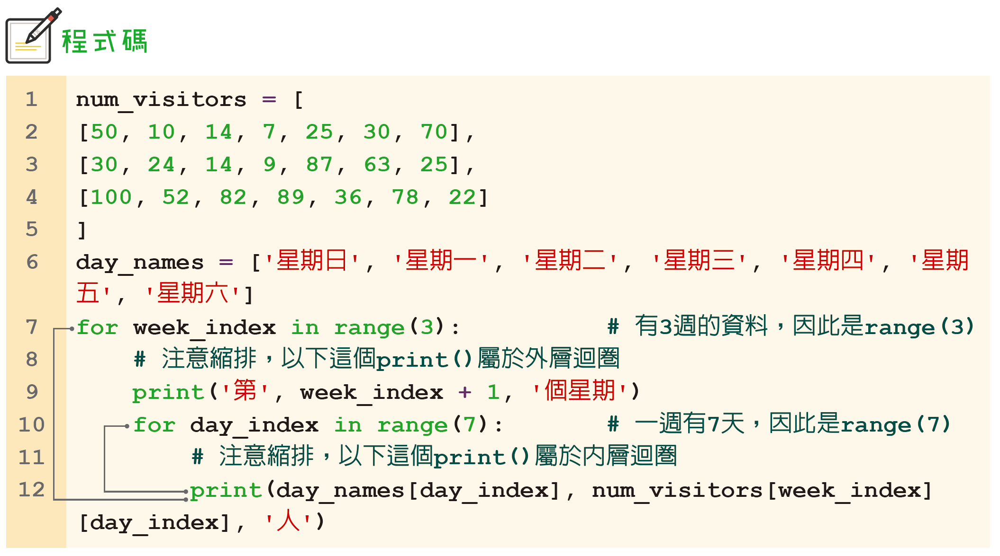 程式碼
1 num_visitors = [
2 [50, 10, 14, 7, 25, 30, 70],
3 [30, 24, 14, 9, 87, 63, 25],
4 [100, 52, 82, 89, 36, 78, 22]
5 ]
6 day_names = ['星期日', '星期一', '星期二', '星期三', '星期四', '星期
五', '星期六']
7 for week_index in range(3): # 有3週的資料，因此是range(3)
8 # 注意縮排，以下這個print()屬於外層迴圈
9 print('第', week_index + 1, '個星期')
10 for day_index in range(7): # 一週有7天，因此是range(7)
11 # 注意縮排，以下這個print()屬於內層迴圈
12 print(day_names[day_index], num_visitors[week_index]
[day_index], '人')